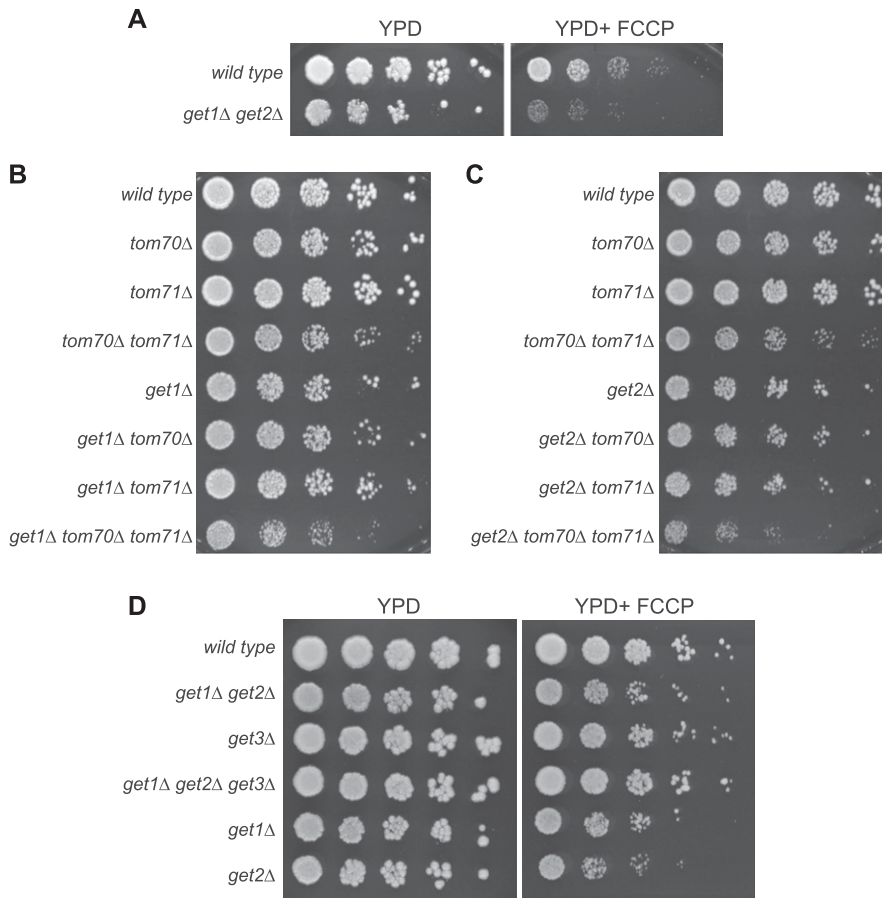 A
YPD
YPD+ FCCP
wild type
get1Δ get2Δ
B
wild type
tom70Δ
tom71Δ
tom70Δ tom71Δ
get1Δ
get1Δ tom70Δ
get1Δ tom71Δ
get1Δ tom70Δ tom71Δ
C
wild type
tom70Δ
tom71Δ
tom70Δ tom71Δ
get2Δ
get2Δ tom70Δ
get2Δ tom71Δ
get2Δ tom70Δ tom71Δ
D
YPD
YPD+ FCCP
wild type
get1Δ get2Δ
get3Δ
get1Δ get2Δ get3Δ
get1Δ
get2Δ